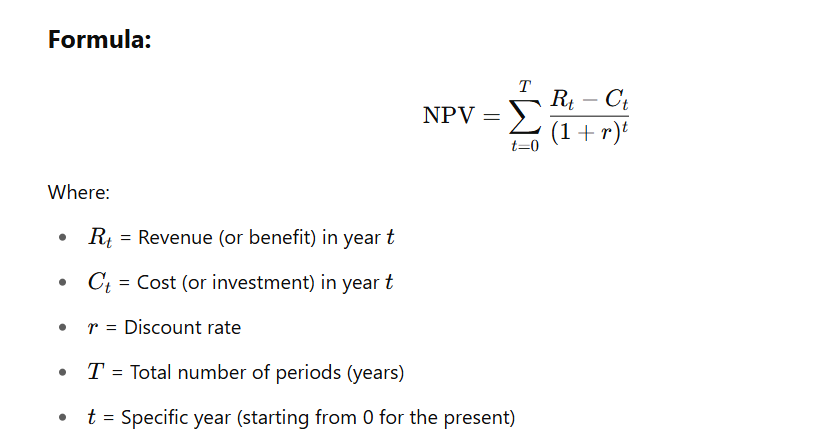 Formula:
NPV = \sum_{t=0}^{T} \frac{R_t - C_t}{(1 + r)^t}
Where:
• R_t = Revenue (or benefit) in year t
• C_t = Cost (or investment) in year t
• r = Discount rate
• T = Total number of periods (years)
• t = Specific year (starting from 0 for the present)